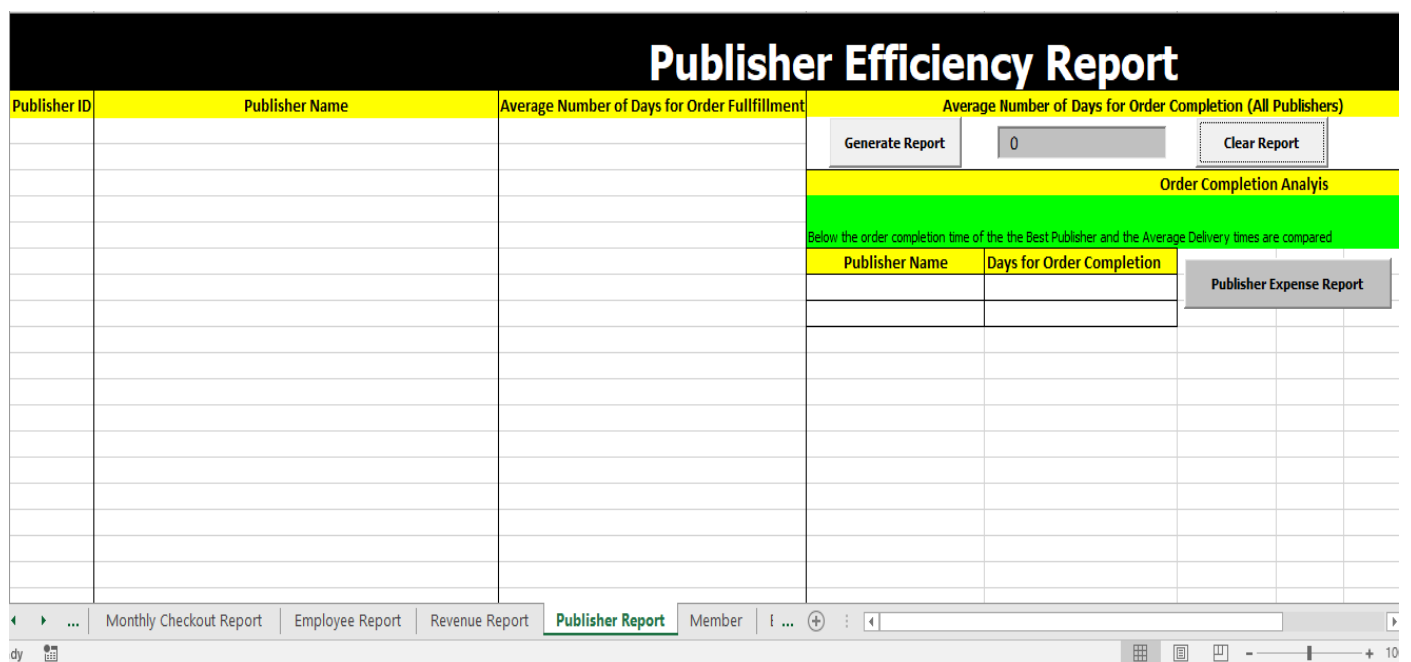 Publisher Efficiency Report
Publisher ID Publisher Name Average Number of Days for Order Fullfillment Average Number of Days for Order Completion (All Publishers)
Generate Report 0 Clear Report
Order Completion Analyis
Below the order completion time of the the Best Publisher and the Average Delivery times are compared
Publisher Name Days for Order Completion
Publisher Expense Report
... Monthly Checkout Report Employee Report Revenue Report Publisher Report Member ...
dy - + 10